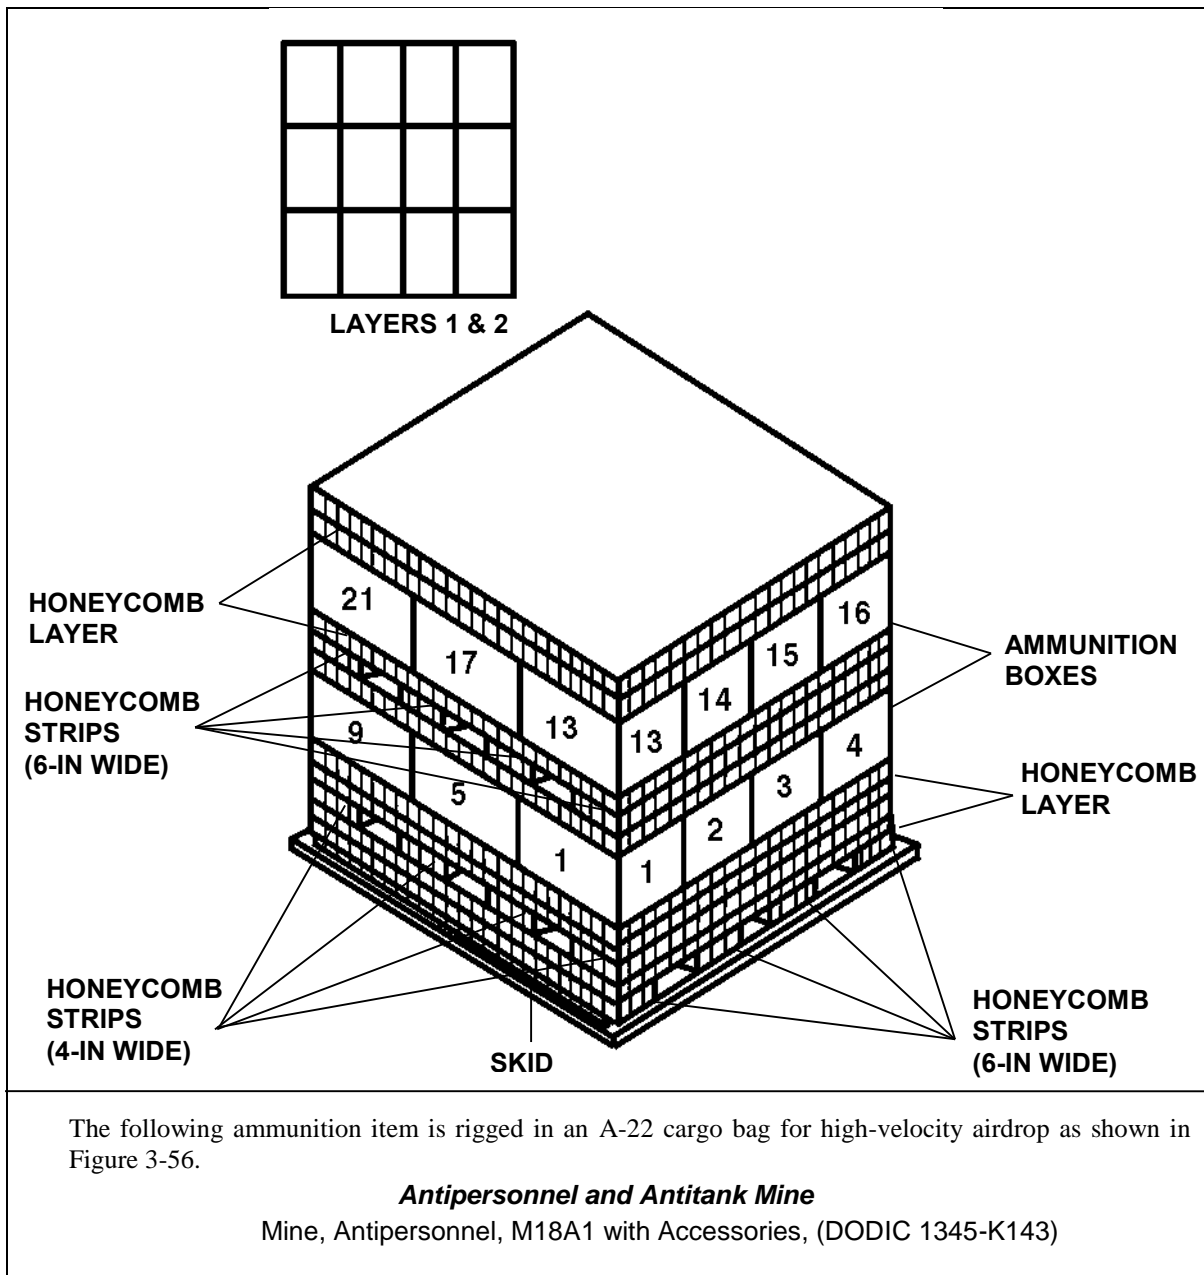 LAYERS 1 & 2
HONEYCOMB
LAYER
HONEYCOMB
STRIPS
(6-IN WIDE)
21
17
13
13
14
15
16
9
5
1
1
2
3
4
AMMUNITION
BOXES
HONEYCOMB
LAYER
HONEYCOMB
STRIPS
(4-IN WIDE)
SKID
HONEYCOMB
STRIPS
(6-IN WIDE)
The following ammunition item is rigged in an A-22 cargo bag for high-velocity airdrop as shown in
Figure 3-56.
Antipersonnel and Antitank Mine
Mine, Antipersonnel, M18A1 with Accessories, (DODIC 1345-K143)